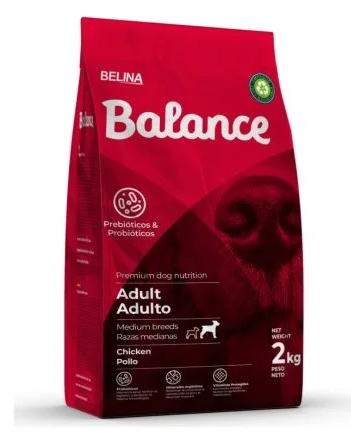 BELINA
Balance
Prebióticos &
Probióticos
Premium dog nutrition
Adult
Adulto
Medium breeds
Razas medianas
Chicken
Pollo
NET
WEIGHT
2kg
PESO
NETO